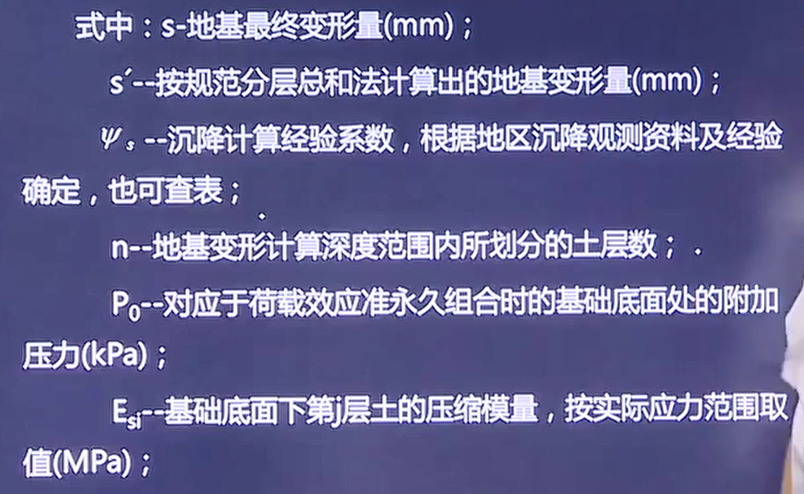 式中：s-地基最终变形量(mm)；
s´--按规范分层总和法计算出的地基变形量(mm)；
ψs --沉降计算经验系数，根据地区沉降观测资料及经验
确定，也可查表；
n--地基变形计算深度范围内所划分的土层数；.
P0--对应于荷载效应准永久组合时的基础底面处的附加
压力(kPa)；
Esi--基础底面下第j层土的压缩模量，按实际应力范围取
值(MPa)；